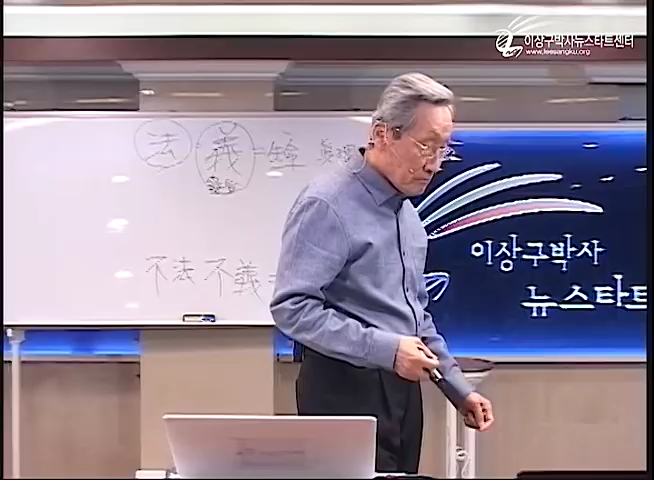 이상구박사뉴스타트센터
www.leesangku.org
法 義 =
不法 不義 =
이상구박사
뉴스타트